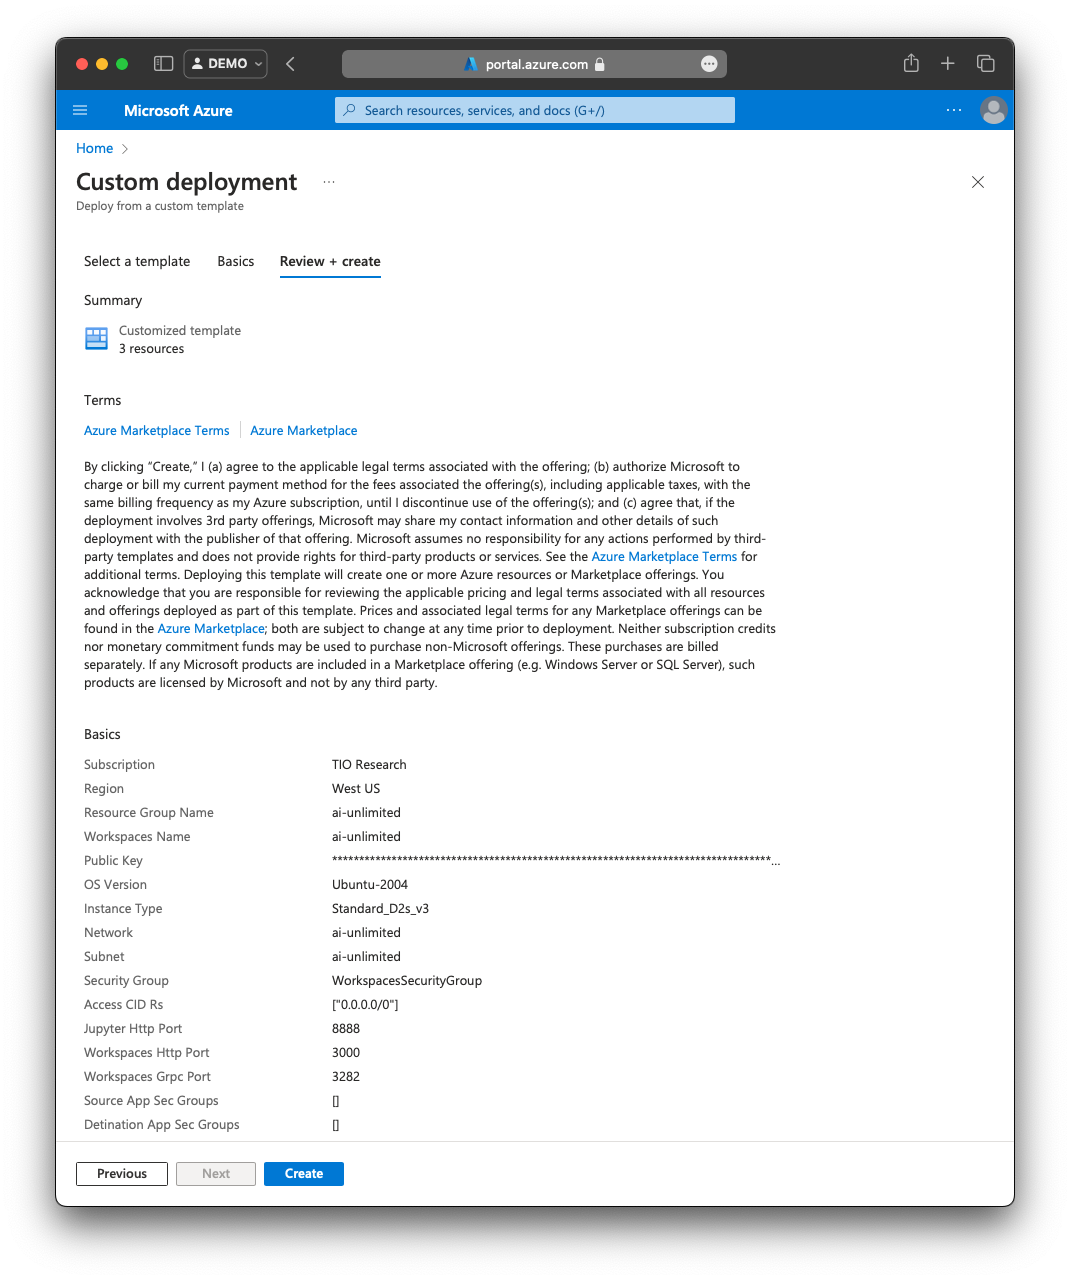 DEMO
portal.azure.com
Microsoft Azure
Search resources, services, and docs (G+/)
Home
Custom deployment
Deploy from a custom template
Select a template
Basics
Review + create
Summary
Customized template
3 resources
Terms
Azure Marketplace Terms
Azure Marketplace
By clicking “Create,” I (a) agree to the applicable legal terms associated with the offering; (b) authorize Microsoft to
charge or bill my current payment method for the fees associated the offering(s), including applicable taxes, with the
same billing frequency as my Azure subscription, until I discontinue use of the offering(s); and (c) agree that, if the
deployment involves 3rd party offerings, Microsoft may share my contact information and other details of such
deployment with the publisher of that offering. Microsoft assumes no responsibility for any actions performed by third-
party templates and does not provide rights for third-party products or services. See the Azure Marketplace Terms for
additional terms. Deploying this template will create one or more Azure resources or Marketplace offerings. You
acknowledge that you are responsible for reviewing the applicable pricing and legal terms associated with all resources
and offerings deployed as part of this template. Prices and associated legal terms for any Marketplace offerings can be
found in the Azure Marketplace; both are subject to change at any time prior to deployment. Neither subscription credits
nor monetary commitment funds may be used to purchase non-Microsoft offerings. These purchases are billed
separately. If any Microsoft products are included in a Marketplace offering (e.g. Windows Server or SQL Server), such
products are licensed by Microsoft and not by any third party.
Basics
Subscription TIO Research
Region West US
Resource Group Name ai-unlimited
Workspaces Name ai-unlimited
Public Key *********************************************************************************...
OS Version Ubuntu-2004
Instance Type Standard_D2s_v3
Network ai-unlimited
Subnet ai-unlimited
Security Group WorkspacesSecurityGroup
Access CID Rs ["0.0.0.0/0"]
Jupyter Http Port 8888
Workspaces Http Port 3000
Workspaces Grpc Port 3282
Source App Sec Groups []
Detination App Sec Groups []
Previous
Next
Create